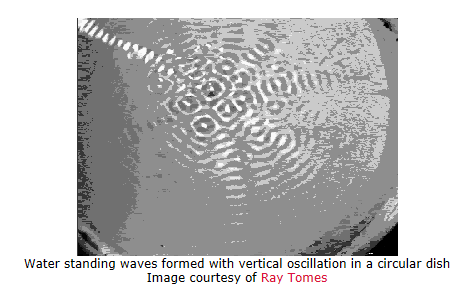 Water standing waves formed with vertical oscillation in a circular dish
Image courtesy of Ray Tomes